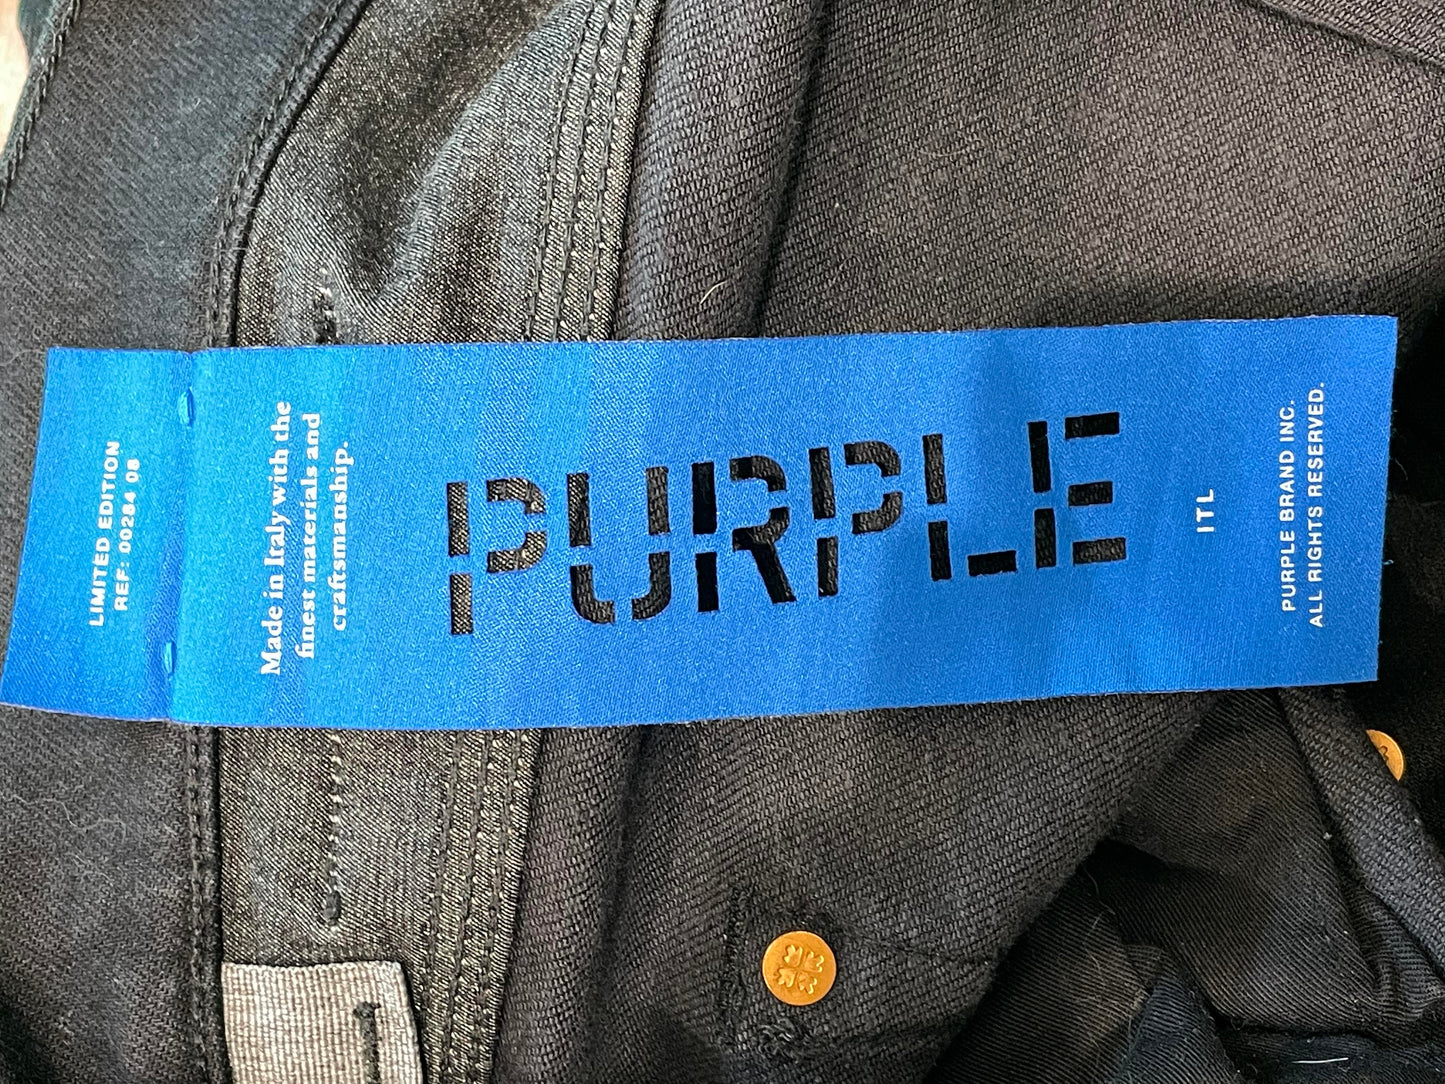 LIMITED EDITION
REF: 00284 08
Made in Italy with the
finest materials and
craftsmanship.
PURPLE
ITL
PURPLE BRAND INC.
ALL RIGHTS RESERVED.